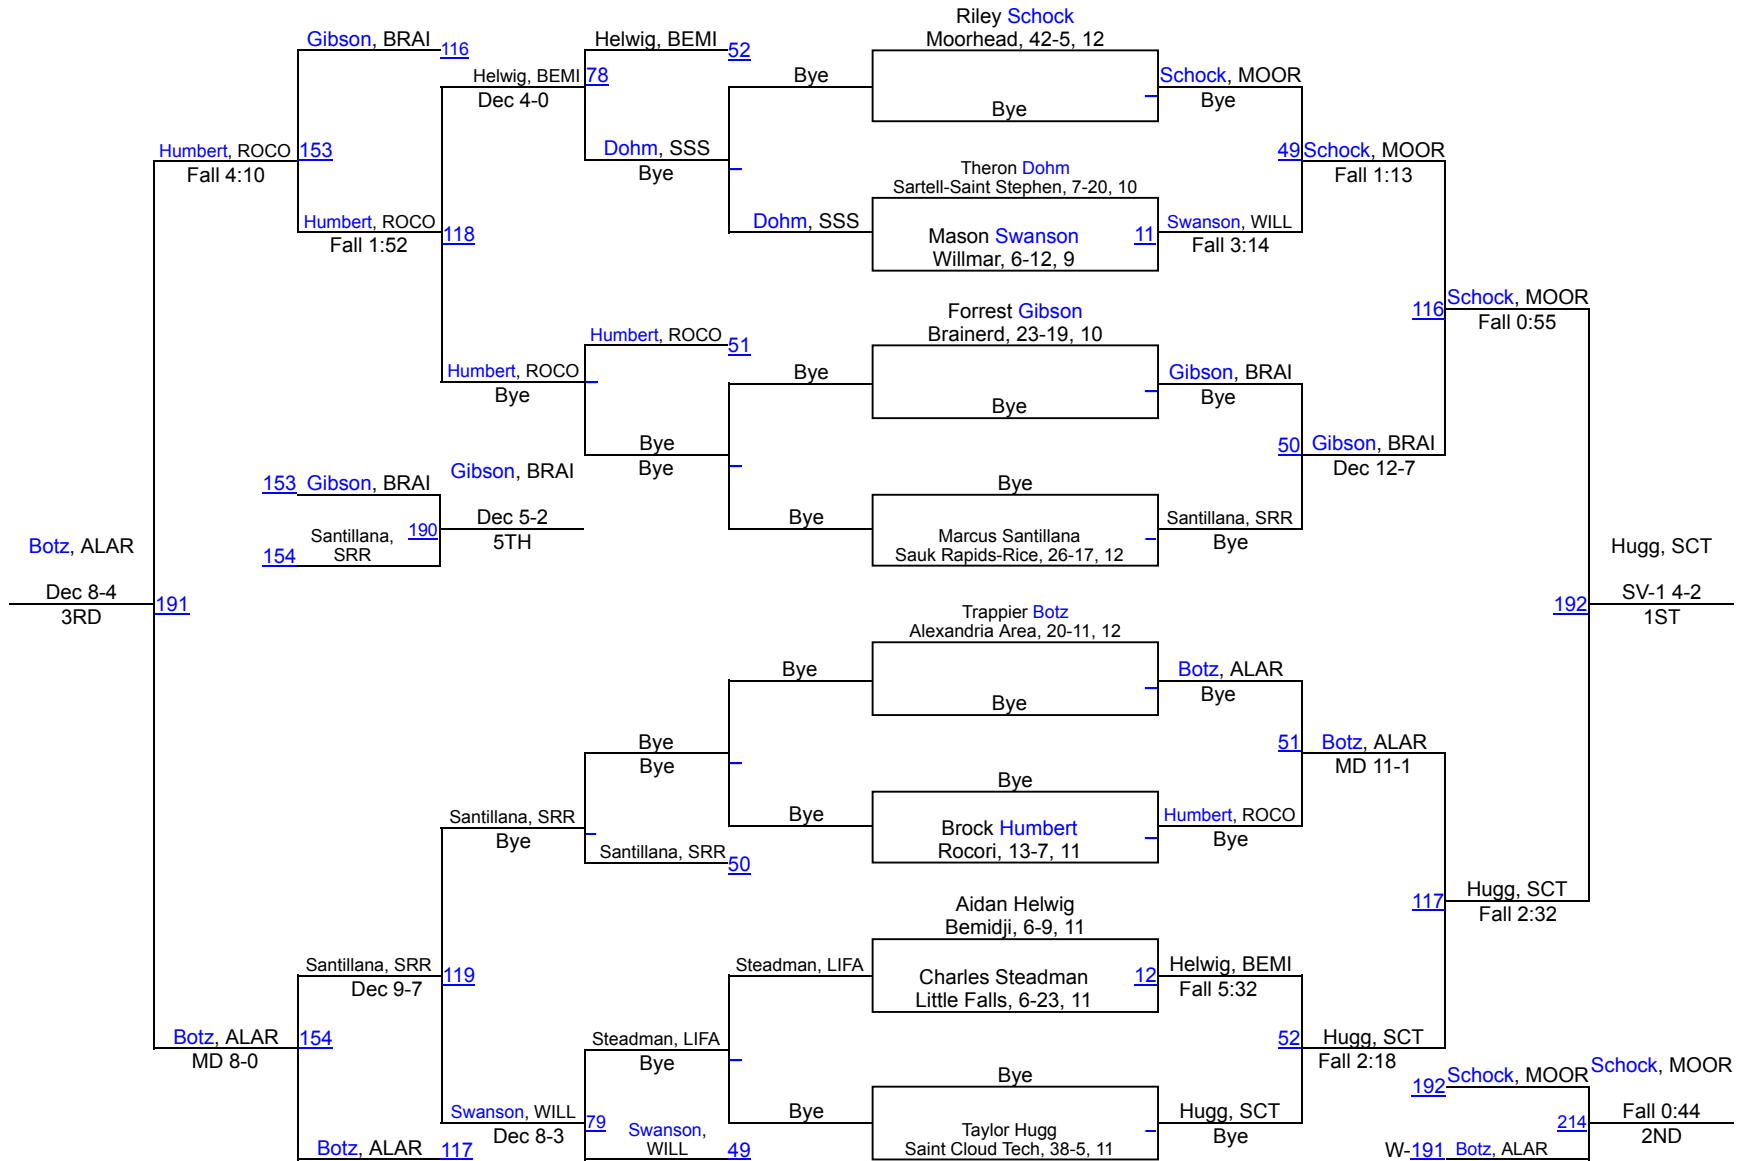 Riley Schock
Moorhead, 42-5, 12
Bye
Bye
Schock, MOOR
Bye
Theron Dohm
Sartell-Saint Stephen, 7-20, 10
Dohm, SSS
Mason Swanson
Willmar, 6-12, 9
11
Swanson, WILL
Fall 3:14
49
Schock, MOOR
Fall 1:13
Forrest Gibson
Brainerd, 23-19, 10
Bye
Bye
Gibson, BRAI
Bye
Bye
Bye
Marcus Santillana
Sauk Rapids-Rice, 26-17, 12
Santillana, SRR
Bye
50
Gibson, BRAI
Dec 12-7
116
Schock, MOOR
Fall 0:55
Trappier Botz
Alexandria Area, 20-11, 12
Bye
Bye
Botz, ALAR
Bye
Bye
Bye
Brock Humbert
Rocori, 13-7, 11
Humbert, ROCO
Bye
51
Botz, ALAR
MD 11-1
Aidan Helwig
Bemidji, 6-9, 11
Steadman, LIFA
Charles Steadman
Little Falls, 6-23, 11
12
Helwig, BEMI
Fall 5:32
Bye
Bye
Taylor Hugg
Saint Cloud Tech, 38-5, 11
Hugg, SCT
Bye
52
Hugg, SCT
Fall 2:18
117
Hugg, SCT
Fall 2:32
Hugg, SCT
192
SV-1 4-2
1ST
192
Schock, MOOR
Schock, MOOR
214
Fall 0:44
2ND
W-191
Botz, ALAR
Gibson, BRAI
116
Helwig, BEMI
52
Helwig, BEMI
78
Dec 4-0
Dohm, SSS
Bye
Humbert, ROCO
153
Fall 4:10
Humbert, ROCO
118
Fall 1:52
Humbert, ROCO
51
Humbert, ROCO
Bye
Bye
Bye
153
Gibson, BRAI
Gibson, BRAI
190
Dec 5-2
5TH
154
Santillana,
SRR
Botz, ALAR
Dec 8-4
191
3RD
Bye
Bye
Santillana, SRR
Bye
Santillana, SRR
50
Santillana, SRR
119
Dec 9-7
Botz, ALAR
154
MD 8-0
Steadman, LIFA
Bye
Swanson, WILL
79
Dec 8-3
Swanson,
WILL
49
Botz, ALAR
117